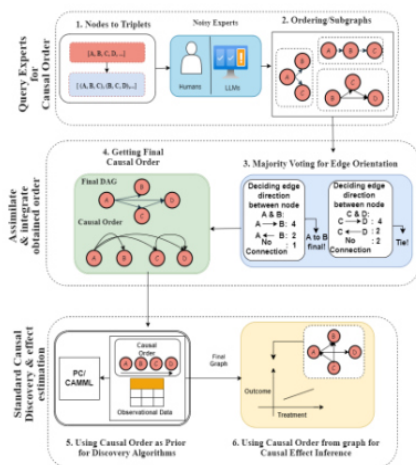 Query Experts
for
Causal Order
1. Nodes to Triplets
[A, B, C, D, ...]
[ (A, B, C), (B, C, D),...]
Noisy Experts
Humans
LLMs
2. Ordering/Subgraphs
A
B
C
A B C
A
B
C
D
Assimilate
& integrate
obtained order
4. Getting Final
Causal Order
Final DAG
A
B
C
D
Causal Order
A B C D
3. Majority Voting for Edge Orientation
Deciding edge
direction
between node
A & B:
A B: 4
A B: 2
No
Connection : 1
A to B
final!
Deciding edge
direction
between node
C & D:
C D: 4
C D: 2
No
Connection : 2
Tie!
Standard Causal
Discovery & effect
estimation
PC/
CAMML
Causal
Order
A B C D
Observational Data
5. Using Causal Order as Prior
for Discovery Algorithms
Final
Graph
Outcome
Treatment
A
B
C
D
6. Using Causal Order from graph for
Causal Effect Inference